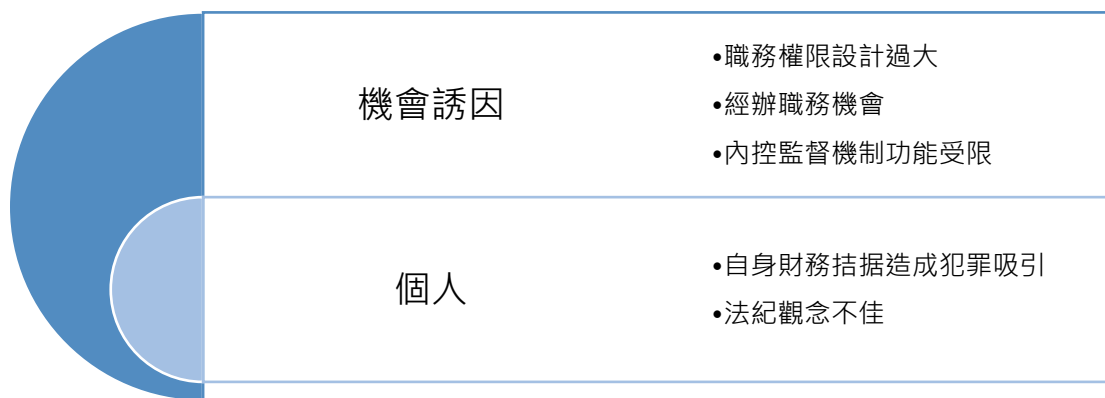 機會誘因
•職務權限設計過大
•經辦職務機會
•內控監督機制功能受限
個人
•自身財務拮据造成犯罪吸引
•法紀觀念不佳